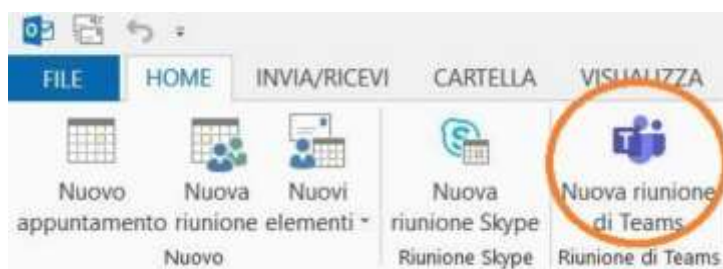 FILE HOME INVIA/RICEVI CARTELLA VISUALIZZA
Nuovo appuntamento
Nuova riunione
Nuovi elementi
Nuova riunione Skype
Nuova riunione di Teams
Nuovo Riunione Skype Riunione di Teams